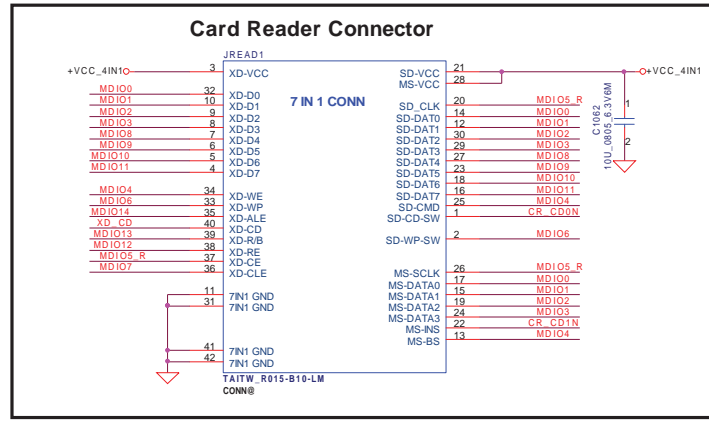 Card Reader Connector
JREAD1
+VCC_4IN1 3 XD-VCC
7 IN 1 CONN
MDIO0 32 XD-D0
MDIO1 10 XD-D1
MDIO2 9 XD-D2
MDIO3 8 XD-D3
MDIO8 7 XD-D4
MDIO9 6 XD-D5
MDIO10 5 XD-D6
MDIO11 4 XD-D7
MDIO4 34 XD-WE
MDIO6 33 XD-WP
MDIO14 35 XD-ALE
XD_CD 40 XD-CD
MDIO13 39 XD-R/B
MDIO12 38 XD-RE
MDIO5_R 37 XD-CE
MDIO7 36 XD-CLE
11 7IN1 GND
31 7IN1 GND
41 7IN1 GND
42 7IN1 GND
SD-VCC 21 +VCC_4IN1
MS-VCC 28
SD_CLK 20 MDIO5_R
SD-DAT0 14 MDIO0
SD-DAT1 12 MDIO1
SD-DAT2 30 MDIO2
SD-DAT3 29 MDIO3
SD-DAT4 27 MDIO8
SD-DAT5 23 MDIO9
SD-DAT6 18 MDIO10
SD-DAT7 16 MDIO11
SD-CMD 25 MDIO4
SD-CD-SW 1 CR_CD0N
SD-WP-SW 2 MDIO6
MS-SCLK 26 MDIO5_R
MS-DATA0 17 MDIO0
MS-DATA1 15 MDIO1
MS-DATA2 19 MDIO2
MS-DATA3 24 MDIO3
MS-INS 22 CR_CD1N
MS-BS 13 MDIO4
C1062
10U_0805_6.3V6M
1
2
TAITW_R015-B10-LM
CONN@